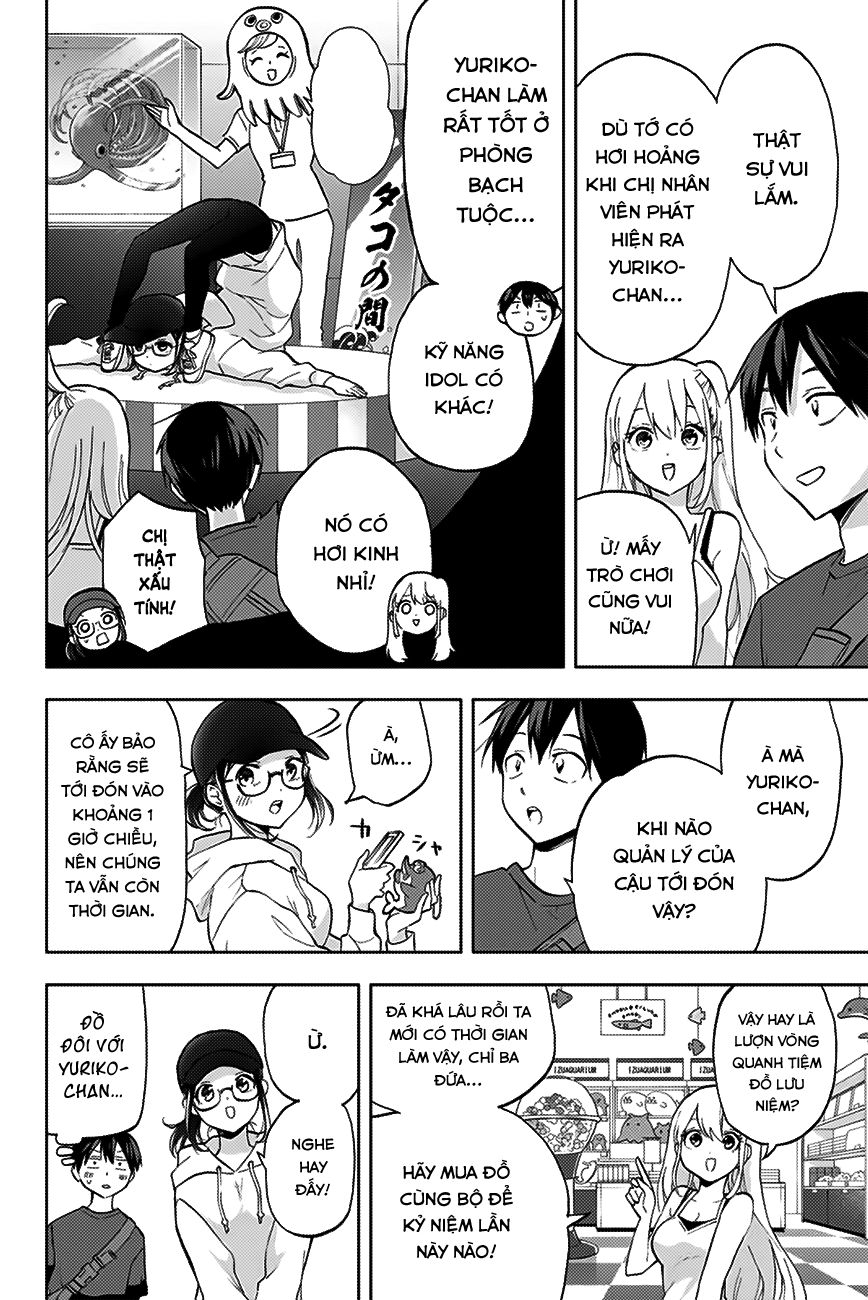 THẬT
SỰ VUI
LẮM.
DÙ TỚ CÓ
HƠI HOẢNG
KHI CHỊ NHÂN
VIÊN PHÁT
HIỆN RA
YURIKO-
CHAN...
Ừ! MẤY
TRÒ CHƠI
CŨNG VUI
NỮA!
YURIKO-
CHAN LÀM
RẤT TỐT Ở
PHÒNG
BẠCH
TUỘC...
タコの間
KỸ NĂNG
IDOL CÓ
KHÁC!
NÓ CÓ
HƠI KINH
NHỈ!
CHỊ
THẬT
XẤU
TÍNH!
À MÀ
YURIKO-
CHAN,
KHI NÀO
QUẢN LÝ CỦA
CẬU TỚI ĐÓN
VẬY?
À,
ỪM...
シャ
カ
CÔ ẤY BẢO
RẰNG SẼ
TỚI ĐÓN VÀO
KHOẢNG 1
GIỜ CHIỀU,
NÊN CHÚNG
TA VẪN CÒN
THỜI GIAN.
VẬY HAY LÀ
LƯỢN VÒNG
QUANH TIỆM
ĐỒ LƯU
NIỆM?
IZUAQUARIUM
IZUAQUARIUM
ĐÃ KHÁ LÂU RỒI TA
MỚI CÓ THỜI GIAN
LÀM VẬY, CHỈ BA
ĐỨA...
HÃY MUA ĐỒ
CÙNG BỘ ĐỂ
KỶ NIỆM LẦN
NÀY NÀO!
Ừ.
NGHE
HAY
ĐẤY!
ĐỒ
ĐÔI VỚI
YURIKO-
CHAN...